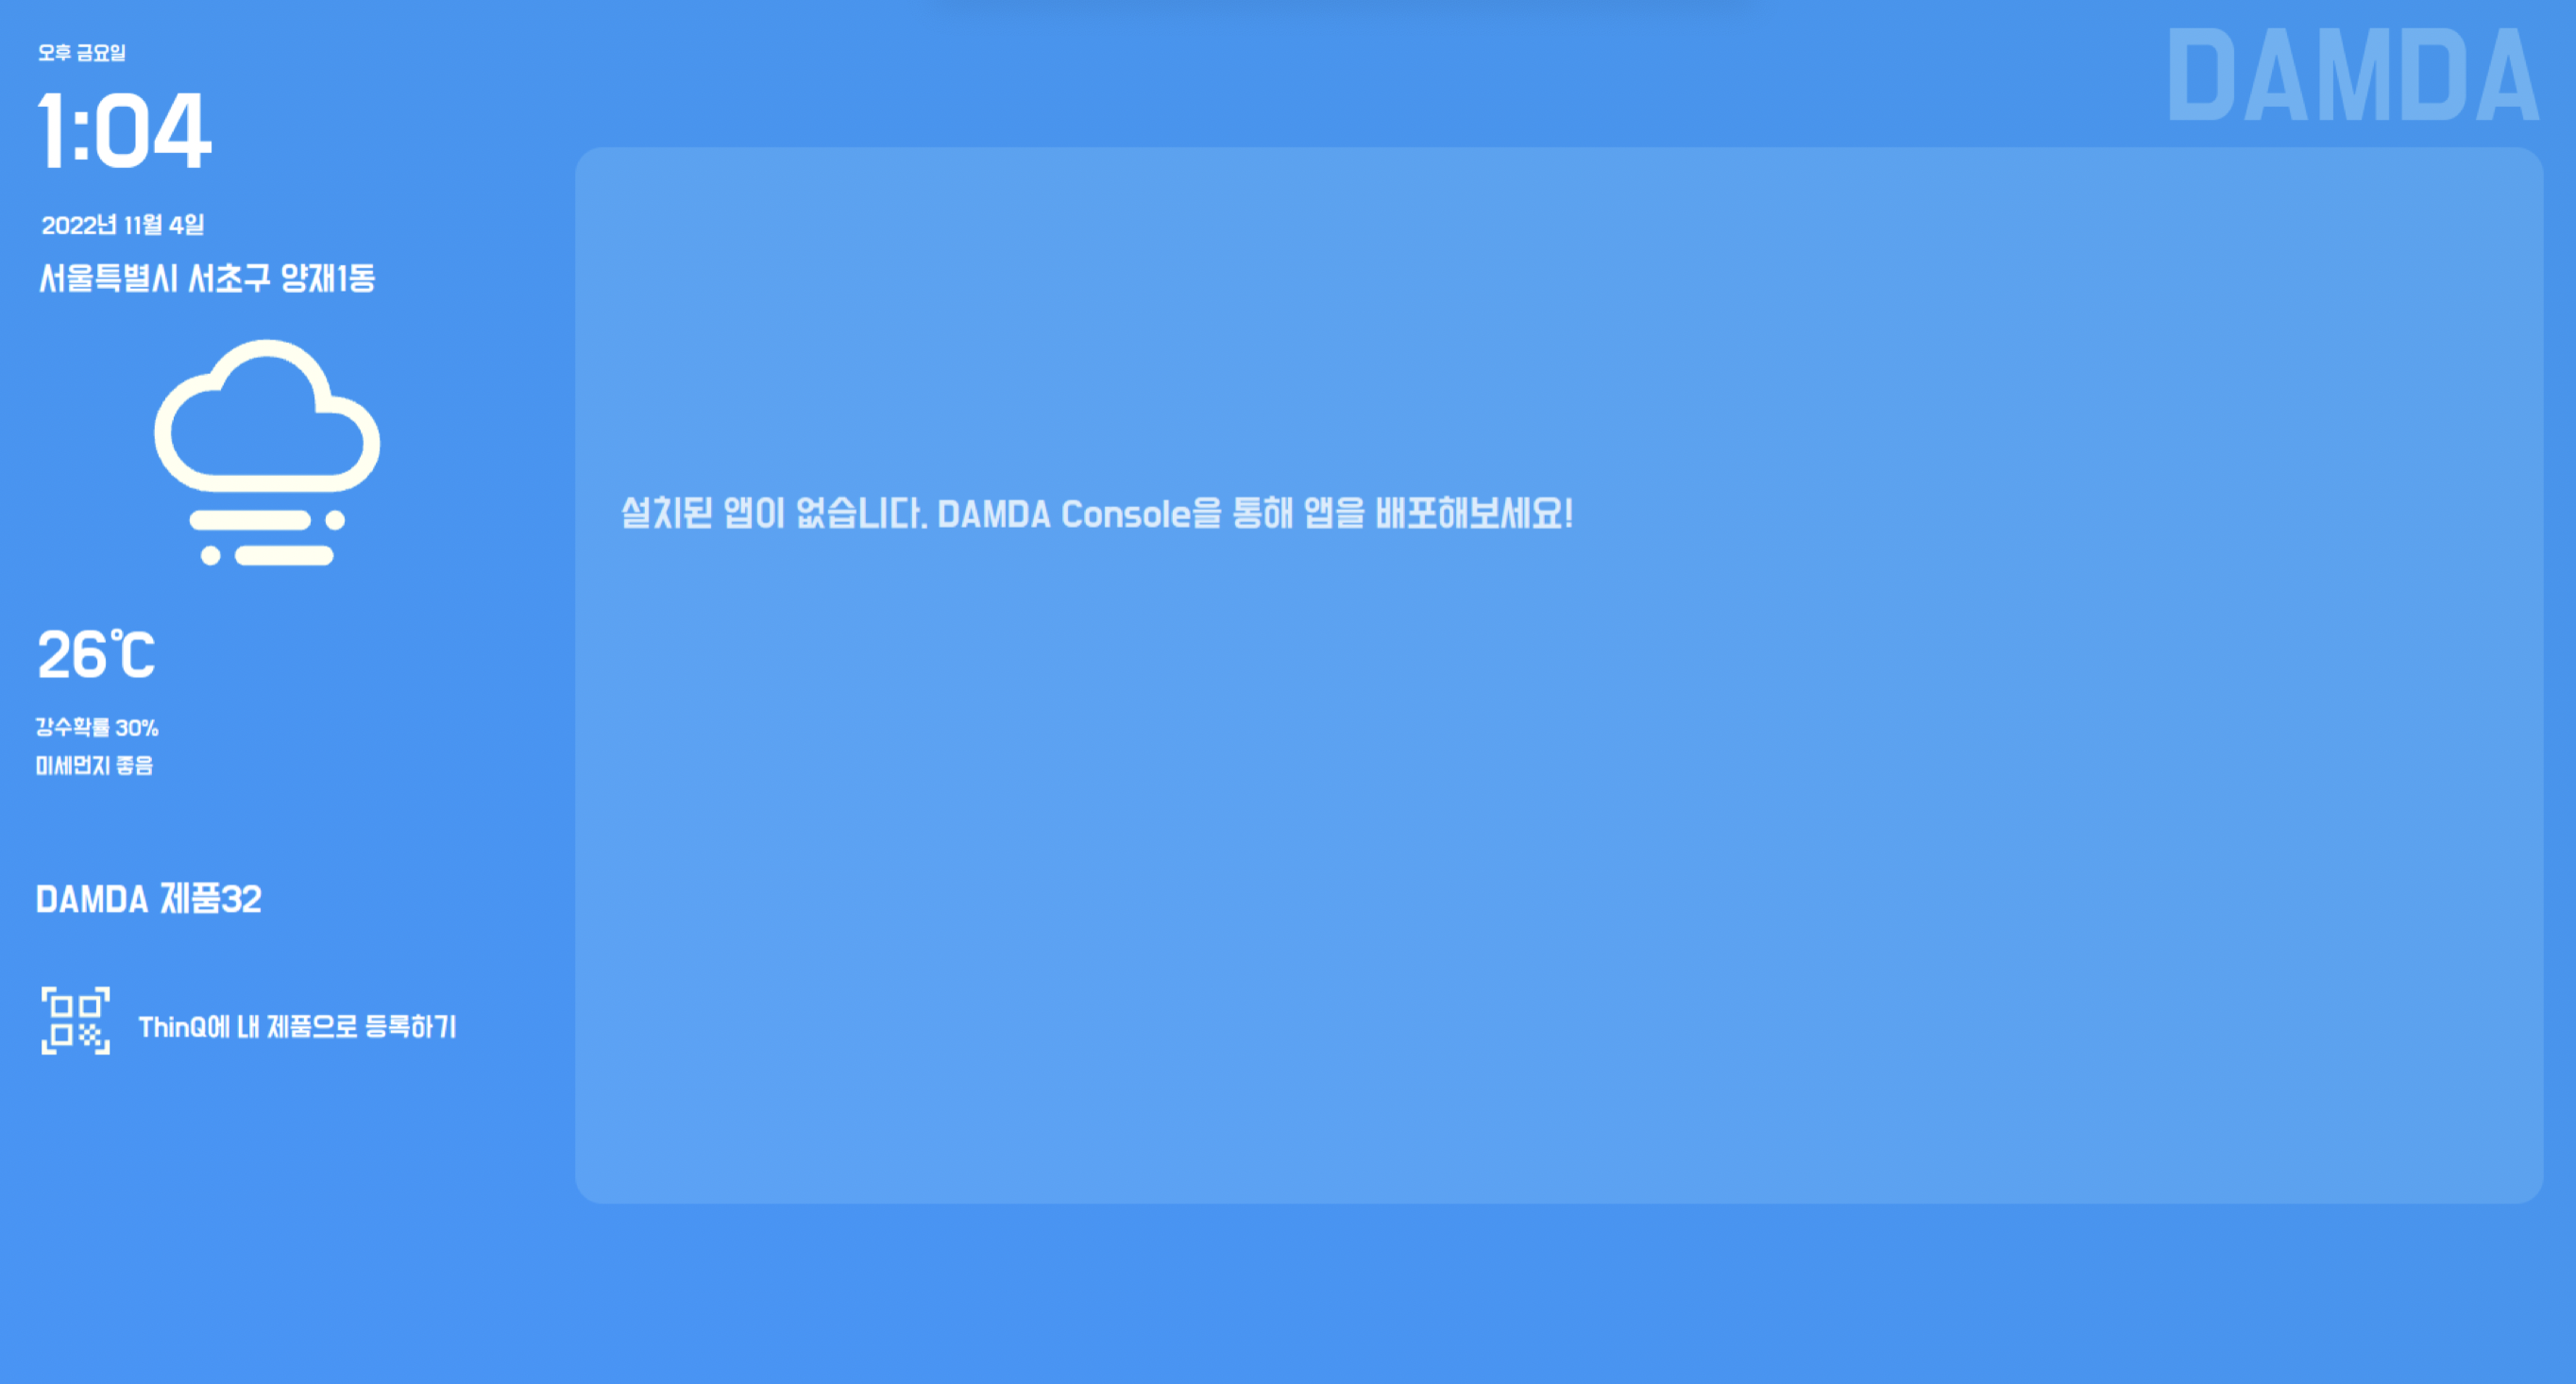 오후 금요일
1:04
2022년 11월 4일
서울특별시 서초구 양재1동
26℃
강수확률 30%
미세먼지 좋음
DAMDA 제품32
ThinQ에 내 제품으로 등록하기
DAMDA
설치된 앱이 없습니다. DAMDA Console을 통해 앱을 배포해보세요!